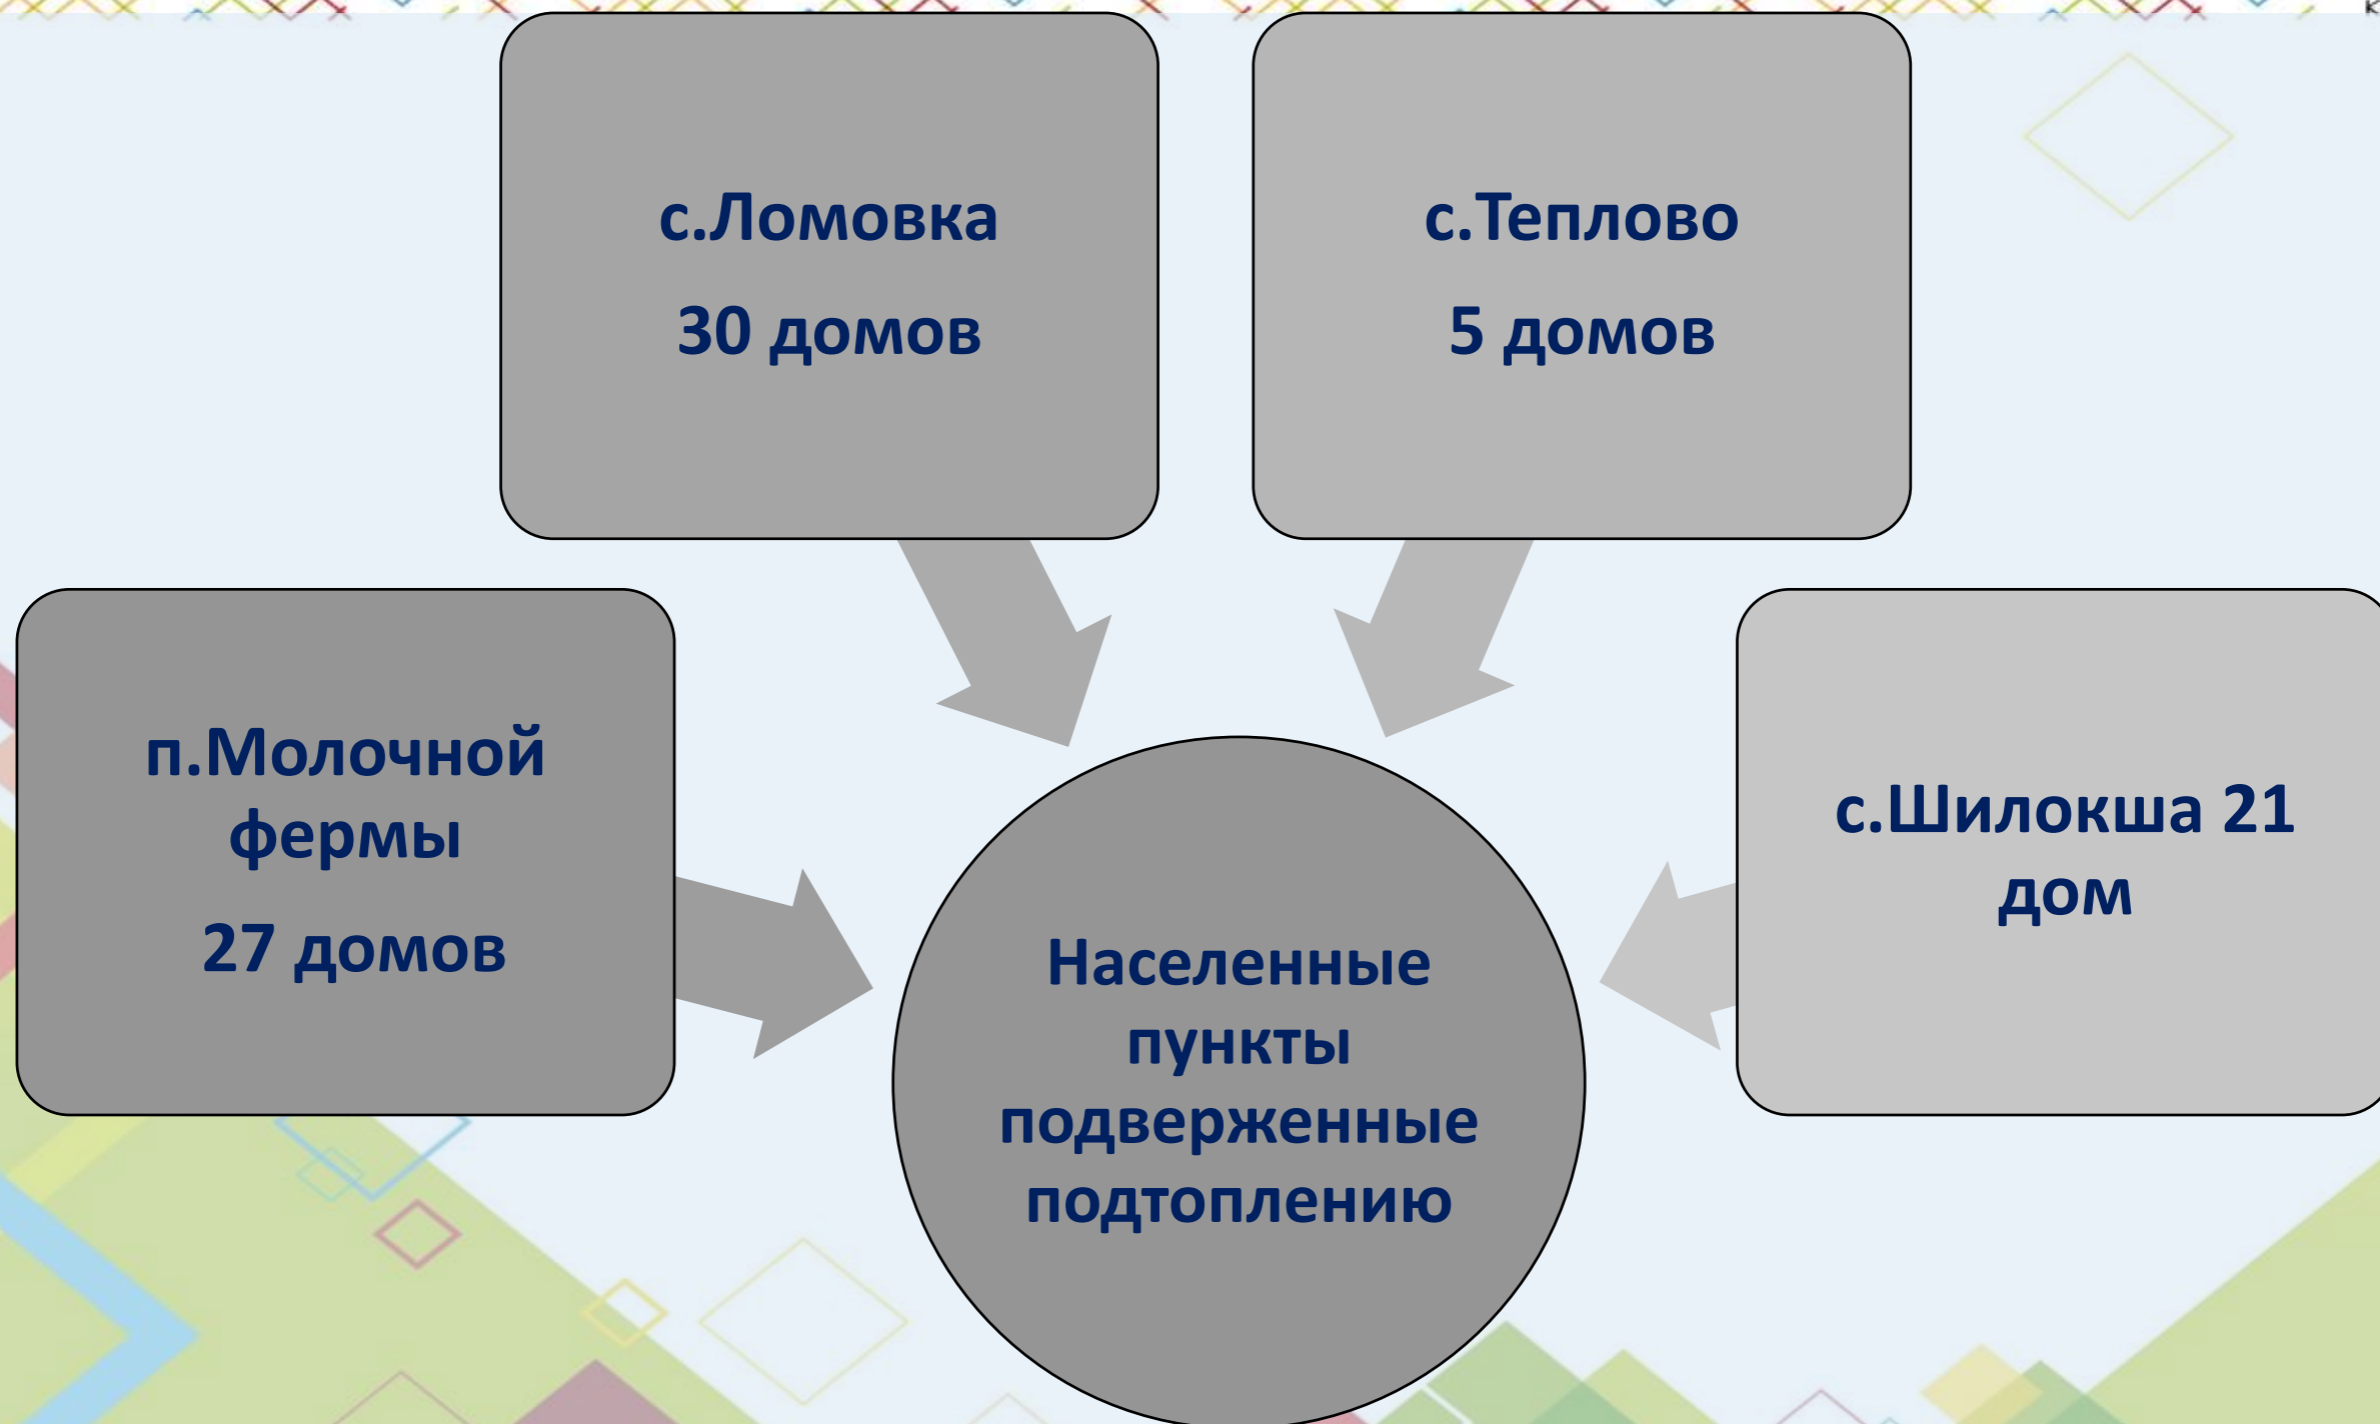 с.Ломовка
30 домов
с.Теплово
5 домов
п.Молочной
фермы
27 домов
с.Шилокша 21
дом
Населенные
пункты
подверженные
подтоплению